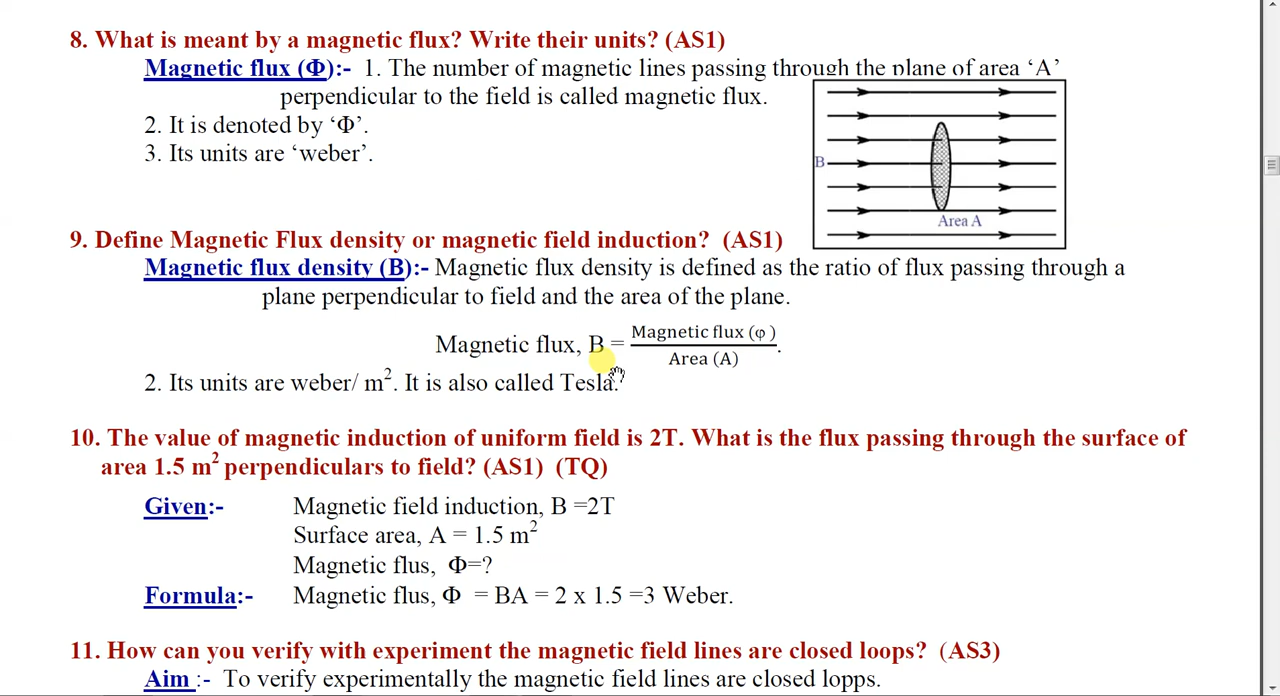 8. What is meant by a magnetic flux? Write their units? (AS1)
Magnetic flux (Φ):- 1. The number of magnetic lines passing through the plane of area ‘A’
perpendicular to the field is called magnetic flux.
2. It is denoted by ‘Φ’.
3. Its units are ‘weber’.
B
Area A
9. Define Magnetic Flux density or magnetic field induction? (AS1)
Magnetic flux density (B):- Magnetic flux density is defined as the ratio of flux passing through a
plane perpendicular to field and the area of the plane.
Magnetic flux, B = Magnetic flux (φ ) / Area (A) .
2. Its units are weber/ m². It is also called Tesla.
10. The value of magnetic induction of uniform field is 2T. What is the flux passing through the surface of
area 1.5 m² perpendiculars to field? (AS1) (TQ)
Given:- Magnetic field induction, B =2T
Surface area, A = 1.5 m²
Magnetic flus, Φ=?
Formula:- Magnetic flus, Φ = BA = 2 x 1.5 =3 Weber.
11. How can you verify with experiment the magnetic field lines are closed loops? (AS3)
Aim :- To verify experimentally the magnetic field lines are closed lopps.